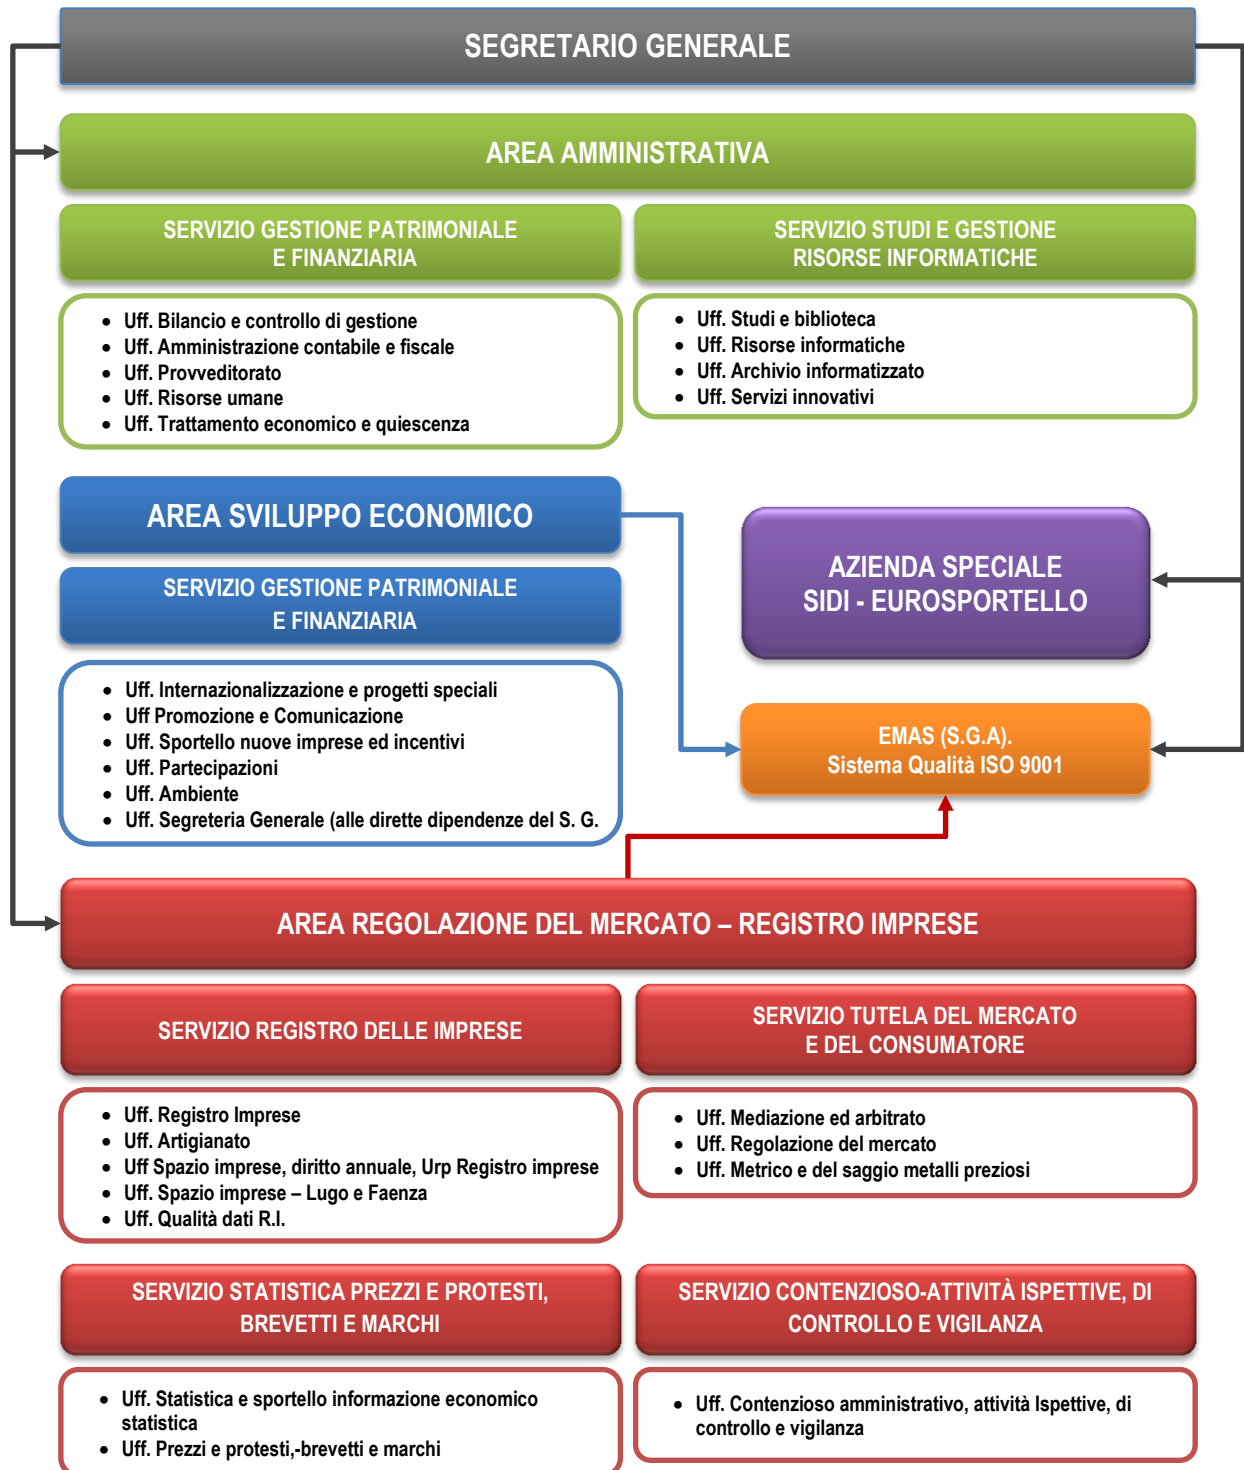 SEGRETARIO GENERALE
AREA AMMINISTRATIVA
SERVIZIO GESTIONE PATRIMONIALE
E FINANZIARIA
• Uff. Bilancio e controllo di gestione
• Uff. Amministrazione contabile e fiscale
• Uff. Provveditorato
• Uff. Risorse umane
• Uff. Trattamento economico e quiescenza
SERVIZIO STUDI E GESTIONE
RISORSE INFORMATICHE
• Uff. Studi e biblioteca
• Uff. Risorse informatiche
• Uff. Archivio informatizzato
• Uff. Servizi innovativi
AREA SVILUPPO ECONOMICO
SERVIZIO GESTIONE PATRIMONIALE
E FINANZIARIA
• Uff. Internazionalizzazione e progetti speciali
• Uff Promozione e Comunicazione
• Uff. Sportello nuove imprese ed incentivi
• Uff. Partecipazioni
• Uff. Ambiente
• Uff. Segreteria Generale (alle dirette dipendenze del S. G.
AZIENDA SPECIALE
SIDI - EUROSPORTELLO
EMAS (S.G.A).
Sistema Qualità ISO 9001
AREA REGOLAZIONE DEL MERCATO – REGISTRO IMPRESE
SERVIZIO REGISTRO DELLE IMPRESE
• Uff. Registro Imprese
• Uff. Artigianato
• Uff Spazio imprese, diritto annuale, Urp Registro imprese
• Uff. Spazio imprese – Lugo e Faenza
• Uff. Qualità dati R.I.
SERVIZIO TUTELA DEL MERCATO
E DEL CONSUMATORE
• Uff. Mediazione ed arbitrato
• Uff. Regolazione del mercato
• Uff. Metrico e del saggio metalli preziosi
SERVIZIO STATISTICA PREZZI E PROTESTI,
BREVETTI E MARCHI
• Uff. Statistica e sportello informazione economico
statistica
• Uff. Prezzi e protesti,-brevetti e marchi
SERVIZIO CONTENZIOSO-ATTIVITÀ ISPETTIVE, DI
CONTROLLO E VIGILANZA
• Uff. Contenzioso amministrativo, attività Ispettive, di
controllo e vigilanza